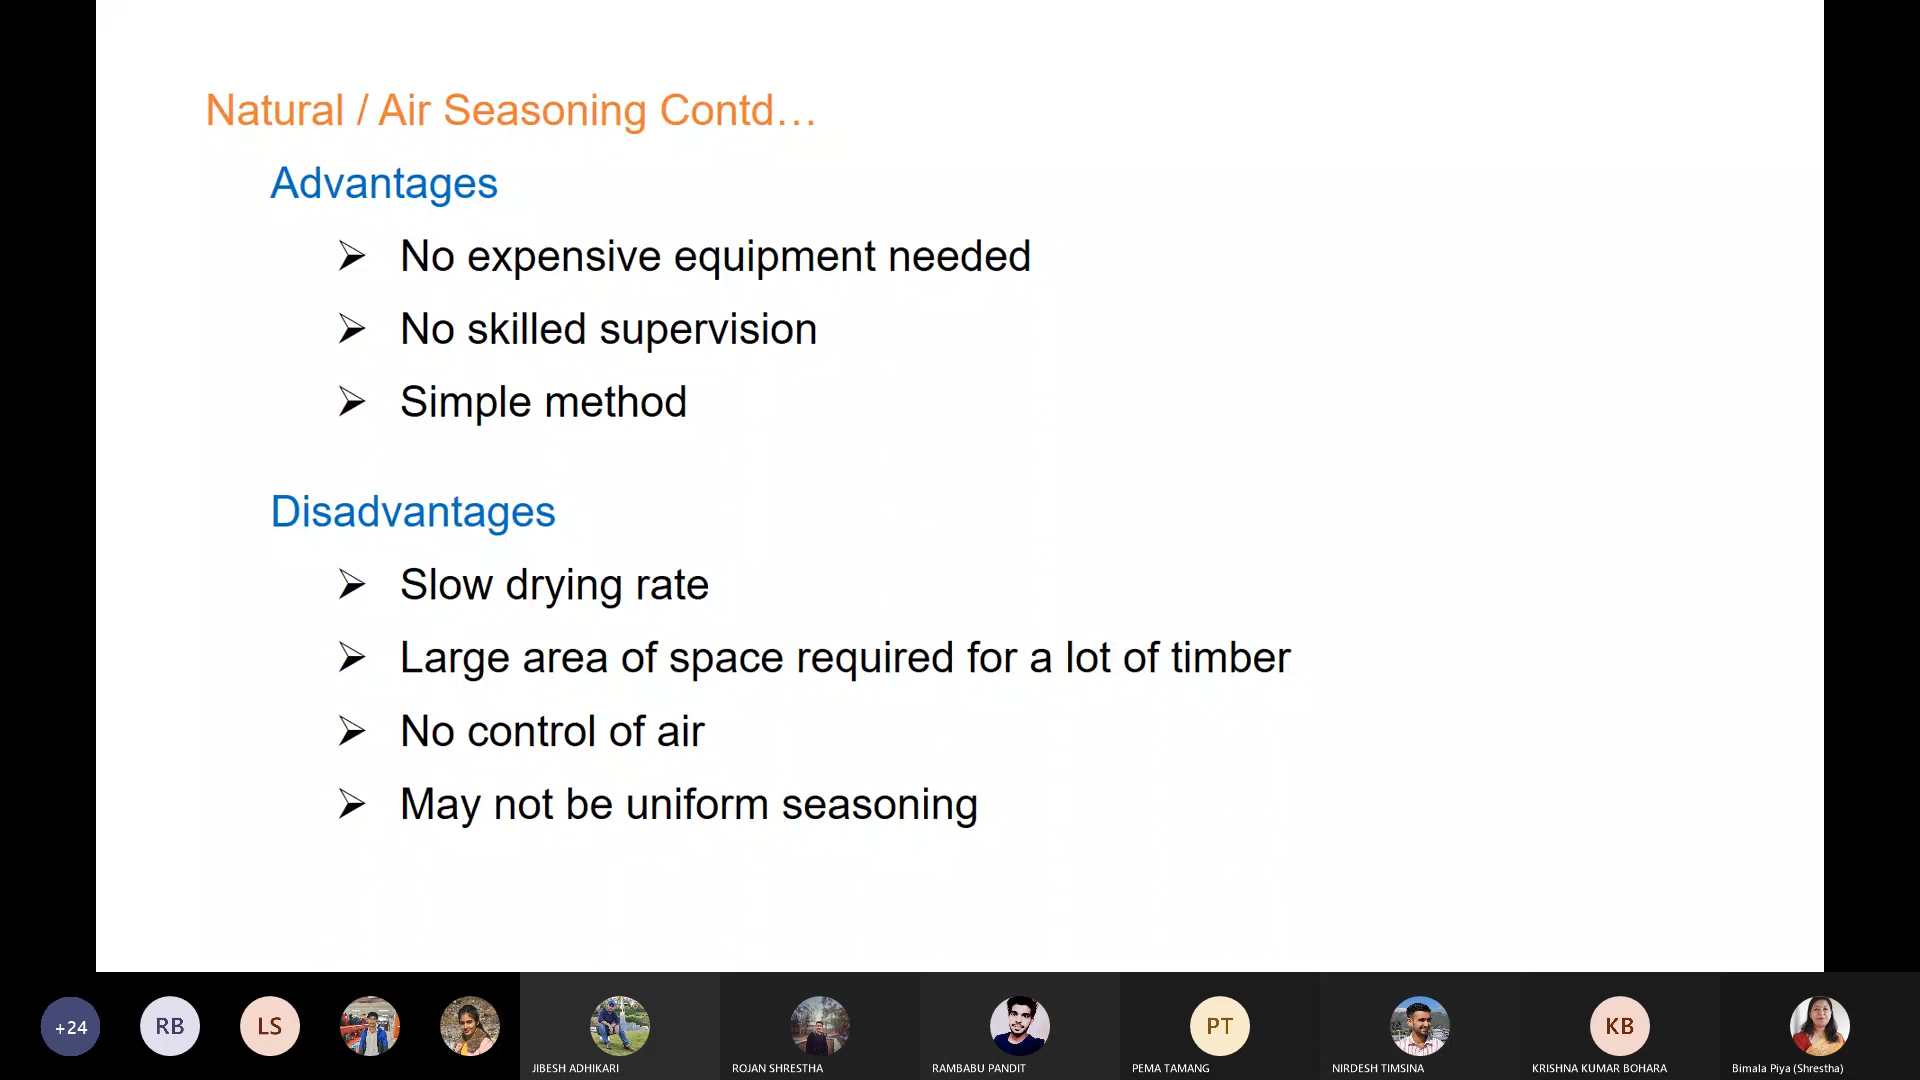 Natural / Air Seasoning Contd…
Advantages
➢ No expensive equipment needed
➢ No skilled supervision
➢ Simple method
Disadvantages
➢ Slow drying rate
➢ Large area of space required for a lot of timber
➢ No control of air
➢ May not be uniform seasoning
+24
RB
LS
PT
KB
JIBESH ADHIKARI
ROJAN SHRESTHA
RAMBABU PANDIT
PEMA TAMANG
NIRDESH TIMSINA
KRISHNA KUMAR BOHARA
Bimala Piya (Shrestha)